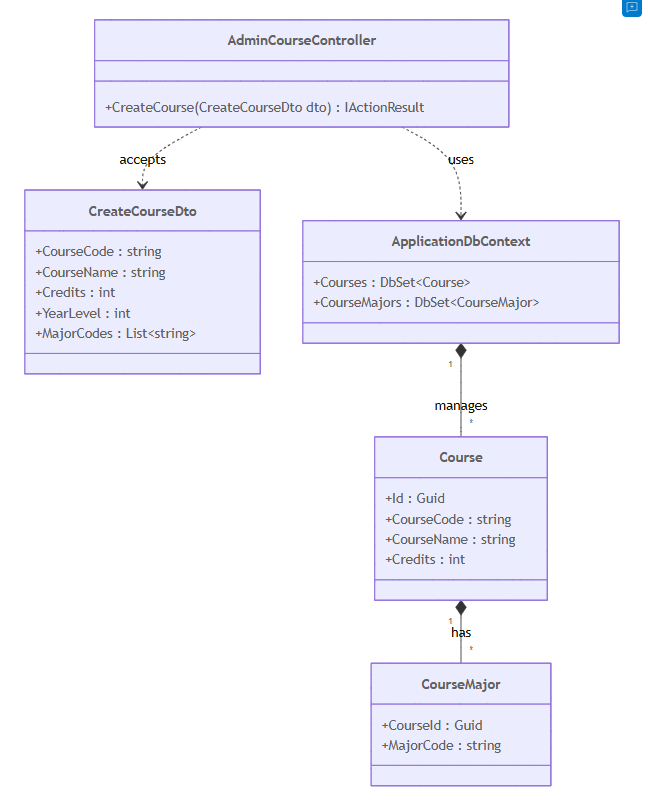 AdminCourseController
+CreateCourse(CreateCourseDto dto) : IActionResult
accepts
uses
CreateCourseDto
+CourseCode : string
+CourseName : string
+Credits : int
+YearLevel : int
+MajorCodes : List<string>
ApplicationDbContext
+Courses : DbSet<Course>
+CourseMajors : DbSet<CourseMajor>
1
manages
*
Course
+Id : Guid
+CourseCode : string
+CourseName : string
+Credits : int
1
has
*
CourseMajor
+CourseId : Guid
+MajorCode : string